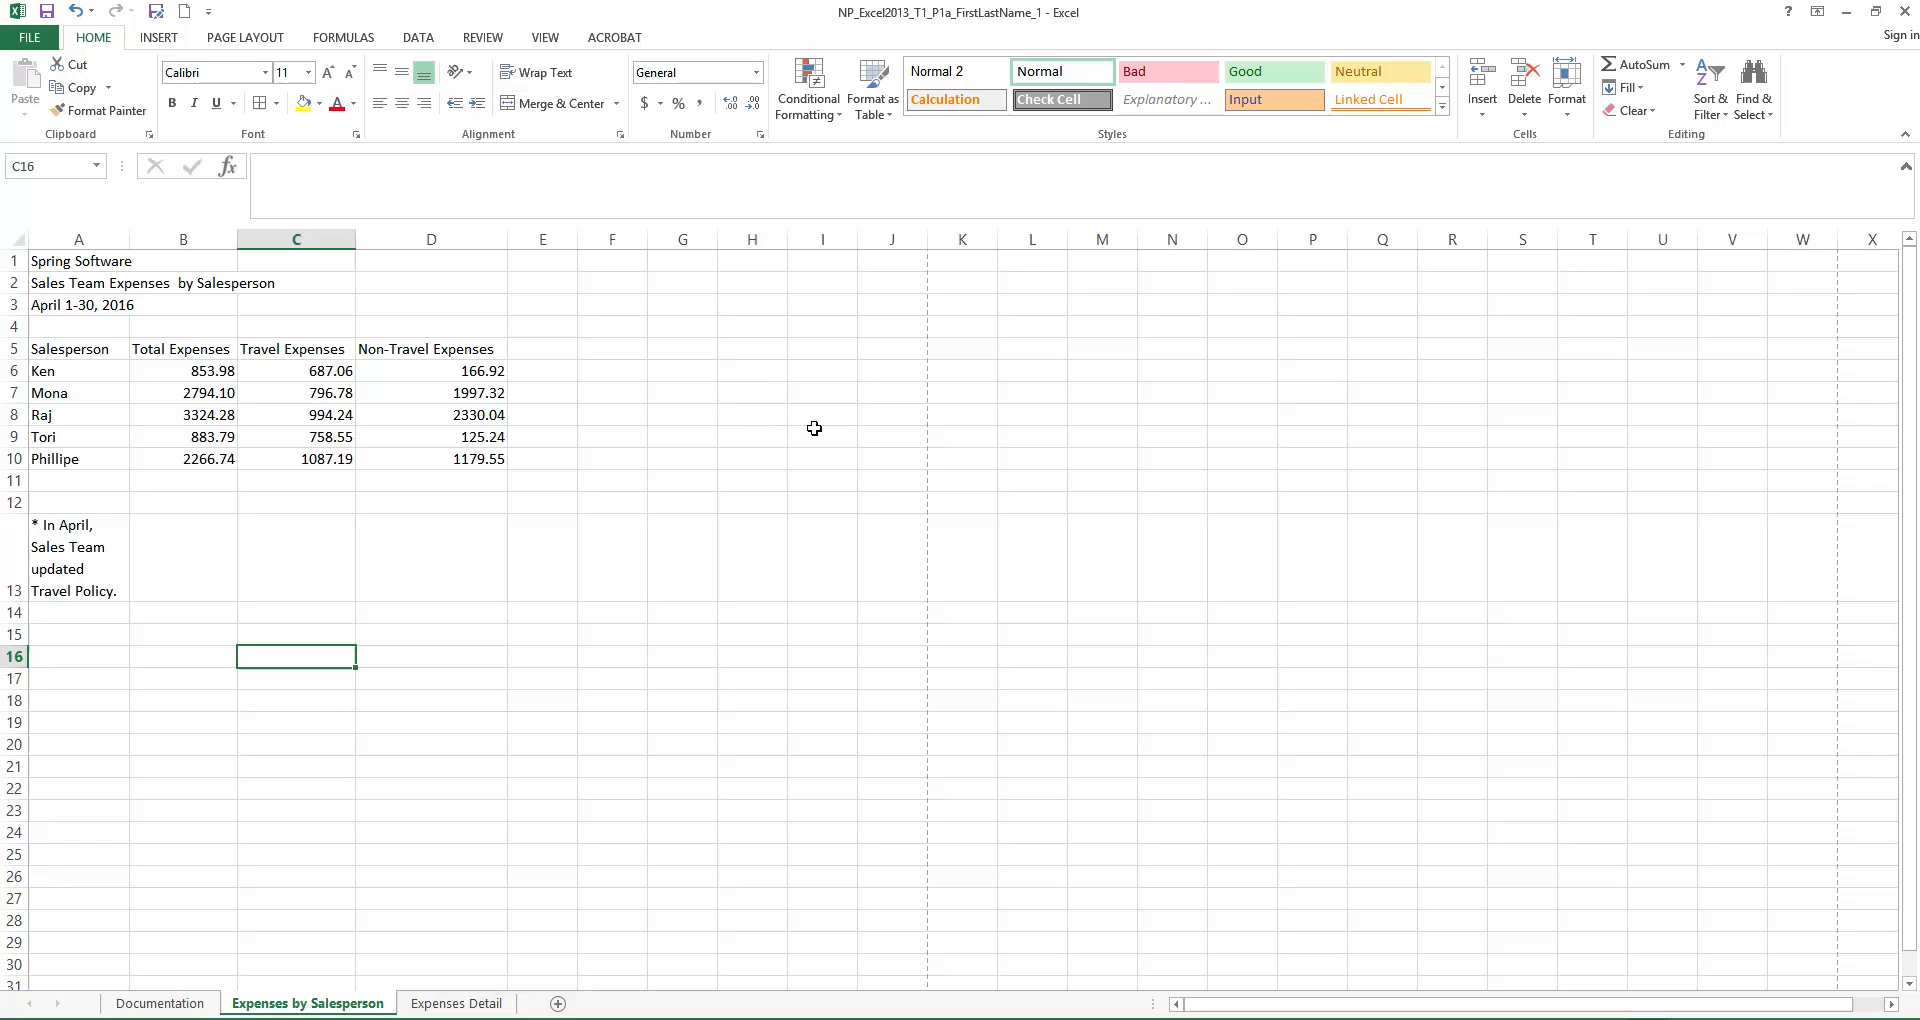 NP_Excel2013_T1_P1a_FirstLastName_1 - Excel
FILE HOME INSERT PAGE LAYOUT FORMULAS DATA REVIEW VIEW ACROBAT Sign in
Paste
Cut
Copy
Format Painter
Clipboard
Calibri 11
B I U
Font
Wrap Text
Merge & Center
Alignment
General
$ % ,
Number
Conditional Formatting
Format as Table
Normal 2 Normal Bad Good Neutral
Calculation Check Cell Explanatory ... Input Linked Cell
Styles
Insert Delete Format
Cells
AutoSum
Fill
Clear
Sort & Filter
Find & Select
Editing
C16
fx
A B C D E F G H I J K L M N O P Q R S T U V W X
1 Spring Software
2 Sales Team Expenses  by Salesperson
3 April 1-30, 2016
4
5 Salesperson Total Expenses Travel Expenses Non-Travel Expenses
6 Ken 853.98 687.06 166.92
7 Mona 2794.10 796.78 1997.32
8 Raj 3324.28 994.24 2330.04
9 Tori 883.79 758.55 125.24
10 Phillipe 2266.74 1087.19 1179.55
11
12
* In April,
Sales Team
updated
13 Travel Policy.
14
15
16
17
18
19
20
21
22
23
24
25
26
27
28
29
30
31
Documentation Expenses by Salesperson Expenses Detail